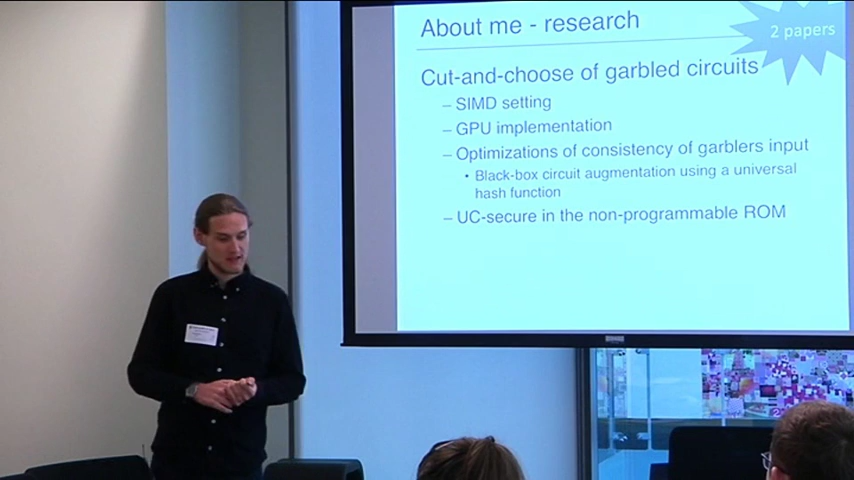 About me - research
2 papers
Cut-and-choose of garbled circuits
– SIMD setting
– GPU implementation
– Optimizations of consistency of garblers input
• Black-box circuit augmentation using a universal
hash function
– UC-secure in the non-programmable ROM